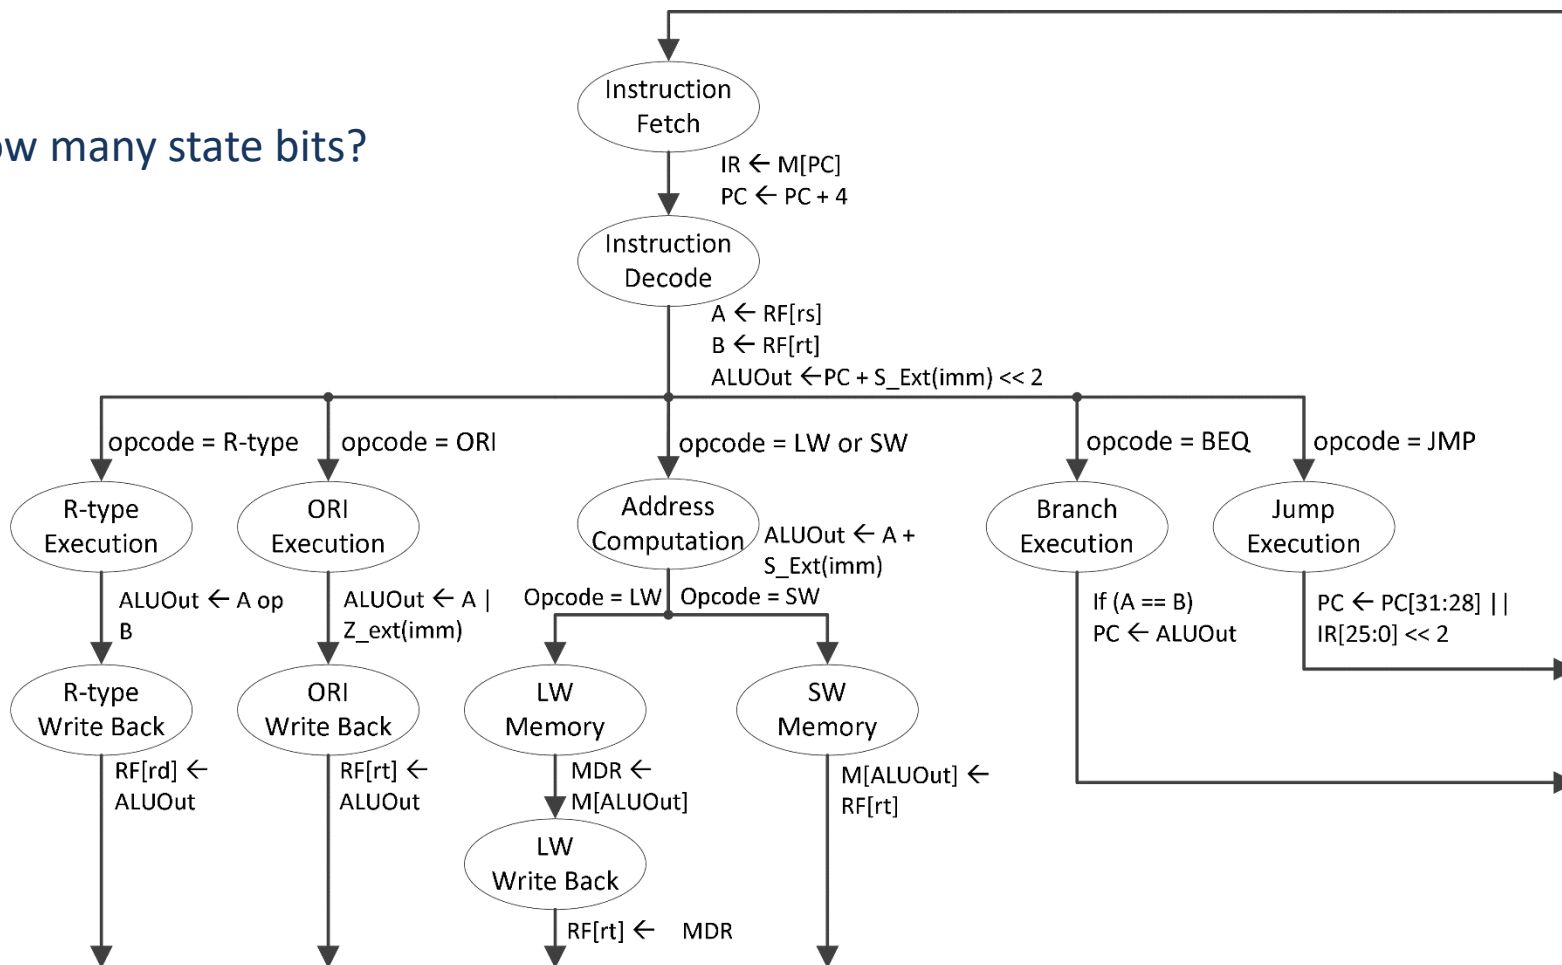 ow many state bits?
Instruction
Fetch
IR ← M[PC]
PC ← PC + 4
Instruction
Decode
A ← RF[rs]
B ← RF[rt]
ALUOut ←PC + S_Ext(imm) << 2
opcode = R-type
opcode = ORI
opcode = LW or SW
opcode = BEQ
opcode = JMP
R-type
Execution
ORI
Execution
Address
Computation
ALUOut ← A +
S_Ext(imm)
Branch
Execution
Jump
Execution
ALUOut ← A op
B
ALUOut ← A |
Z_ext(imm)
Opcode = LW
Opcode = SW
If (A == B)
PC ← ALUOut
PC ← PC[31:28] ||
IR[25:0] << 2
R-type
Write Back
ORI
Write Back
LW
Memory
SW
Memory
RF[rd] ←
ALUOut
RF[rt] ←
ALUOut
MDR ←
M[ALUOut]
M[ALUOut] ←
RF[rt]
LW
Write Back
RF[rt] ← MDR